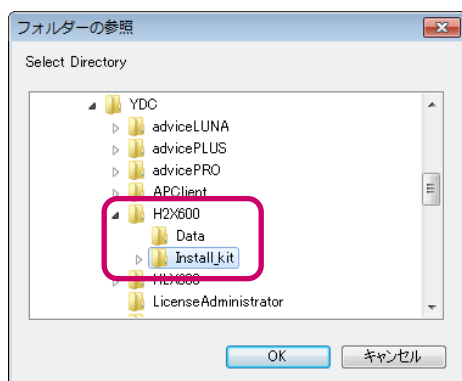 フォルダーの参照
Select Directory
YDC
adviceLUNA
advicePLUS
advicePRO
APClient
H2X600
Data
Install_kit
LicenseAdministrator
OK
キャンセル